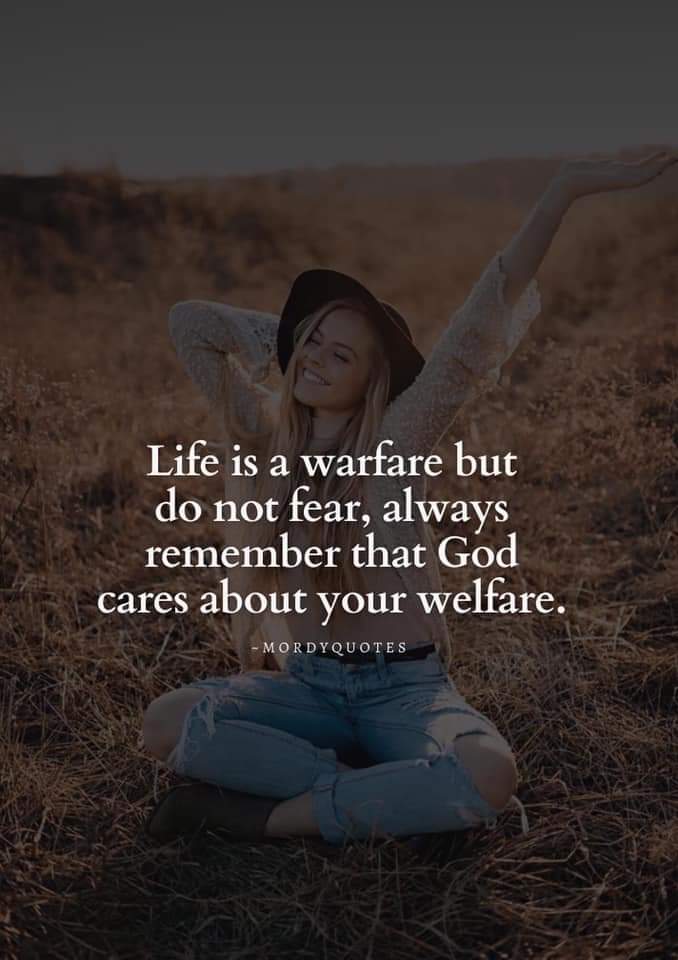 Life is a warfare but
do not fear, always
remember that God
cares about your welfare.
~MORDYQUOTES